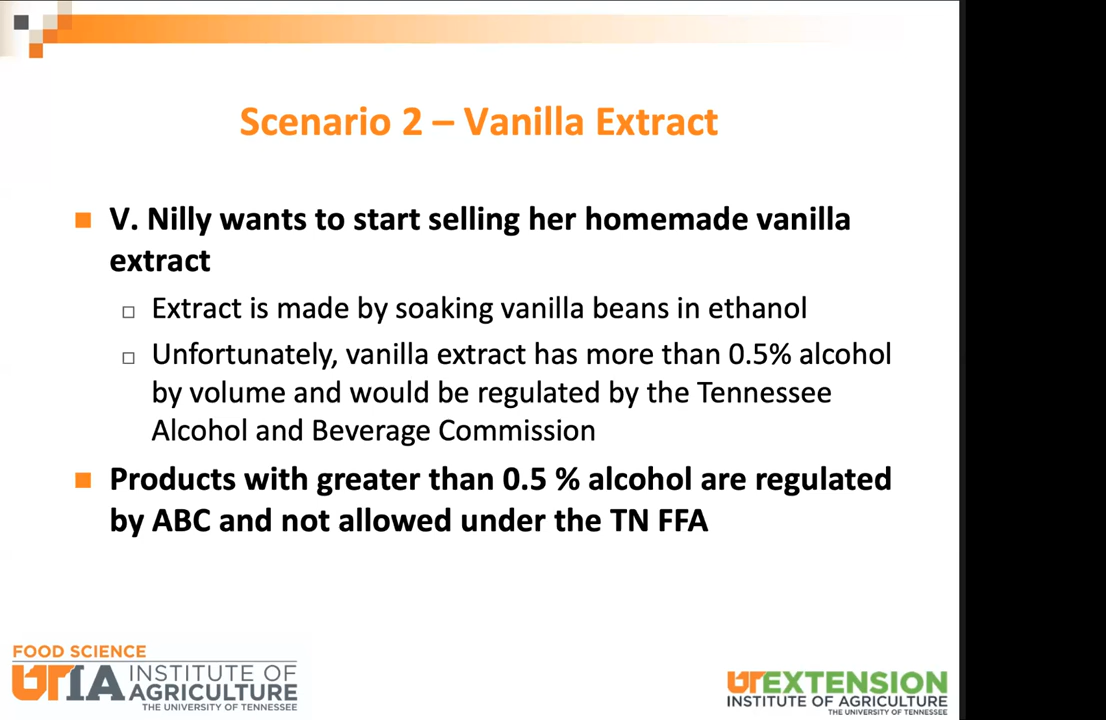 Scenario 2 – Vanilla Extract
V. Nilly wants to start selling her homemade vanilla
extract
Extract is made by soaking vanilla beans in ethanol
Unfortunately, vanilla extract has more than 0.5% alcohol
by volume and would be regulated by the Tennessee
Alcohol and Beverage Commission
Products with greater than 0.5 % alcohol are regulated
by ABC and not allowed under the TN FFA
FOOD SCIENCE
UTIA INSTITUTE OF
AGRICULTURE
THE UNIVERSITY OF TENNESSEE
UT EXTENSION
INSTITUTE OF AGRICULTURE
THE UNIVERSITY OF TENNESSEE